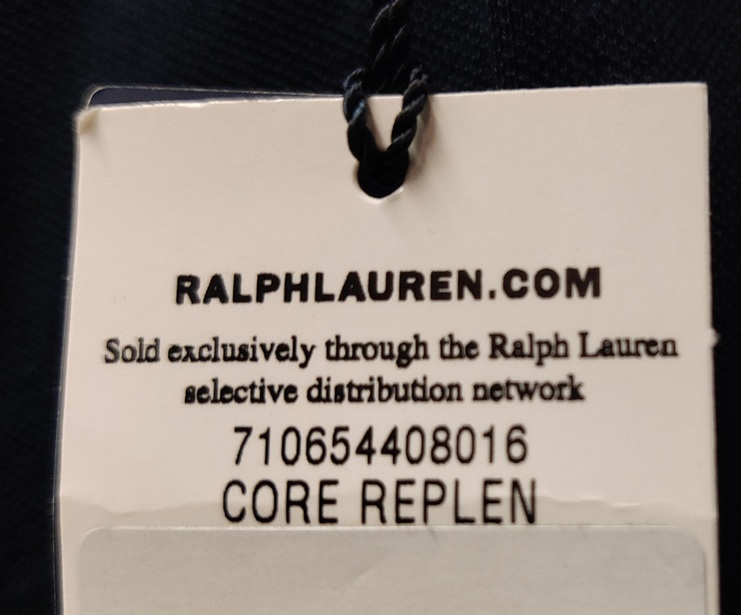 RALPHLAUREN.COM
Sold exclusively through the Ralph Lauren
selective distribution network
710654408016
CORE REPLEN